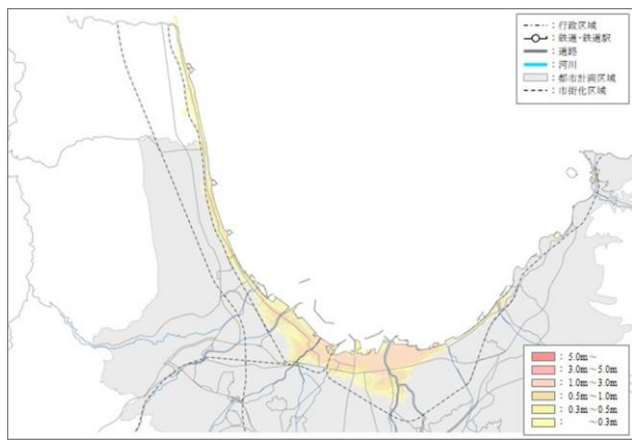 ：行政区域
：鉄道・鉄道駅
：道路
：河川
：都市計画区域
：市街化区域
：5.0m～
：3.0m～5.0m
：1.0m～3.0m
：0.5m～1.0m
：0.3m～0.5m
：　～0.3m